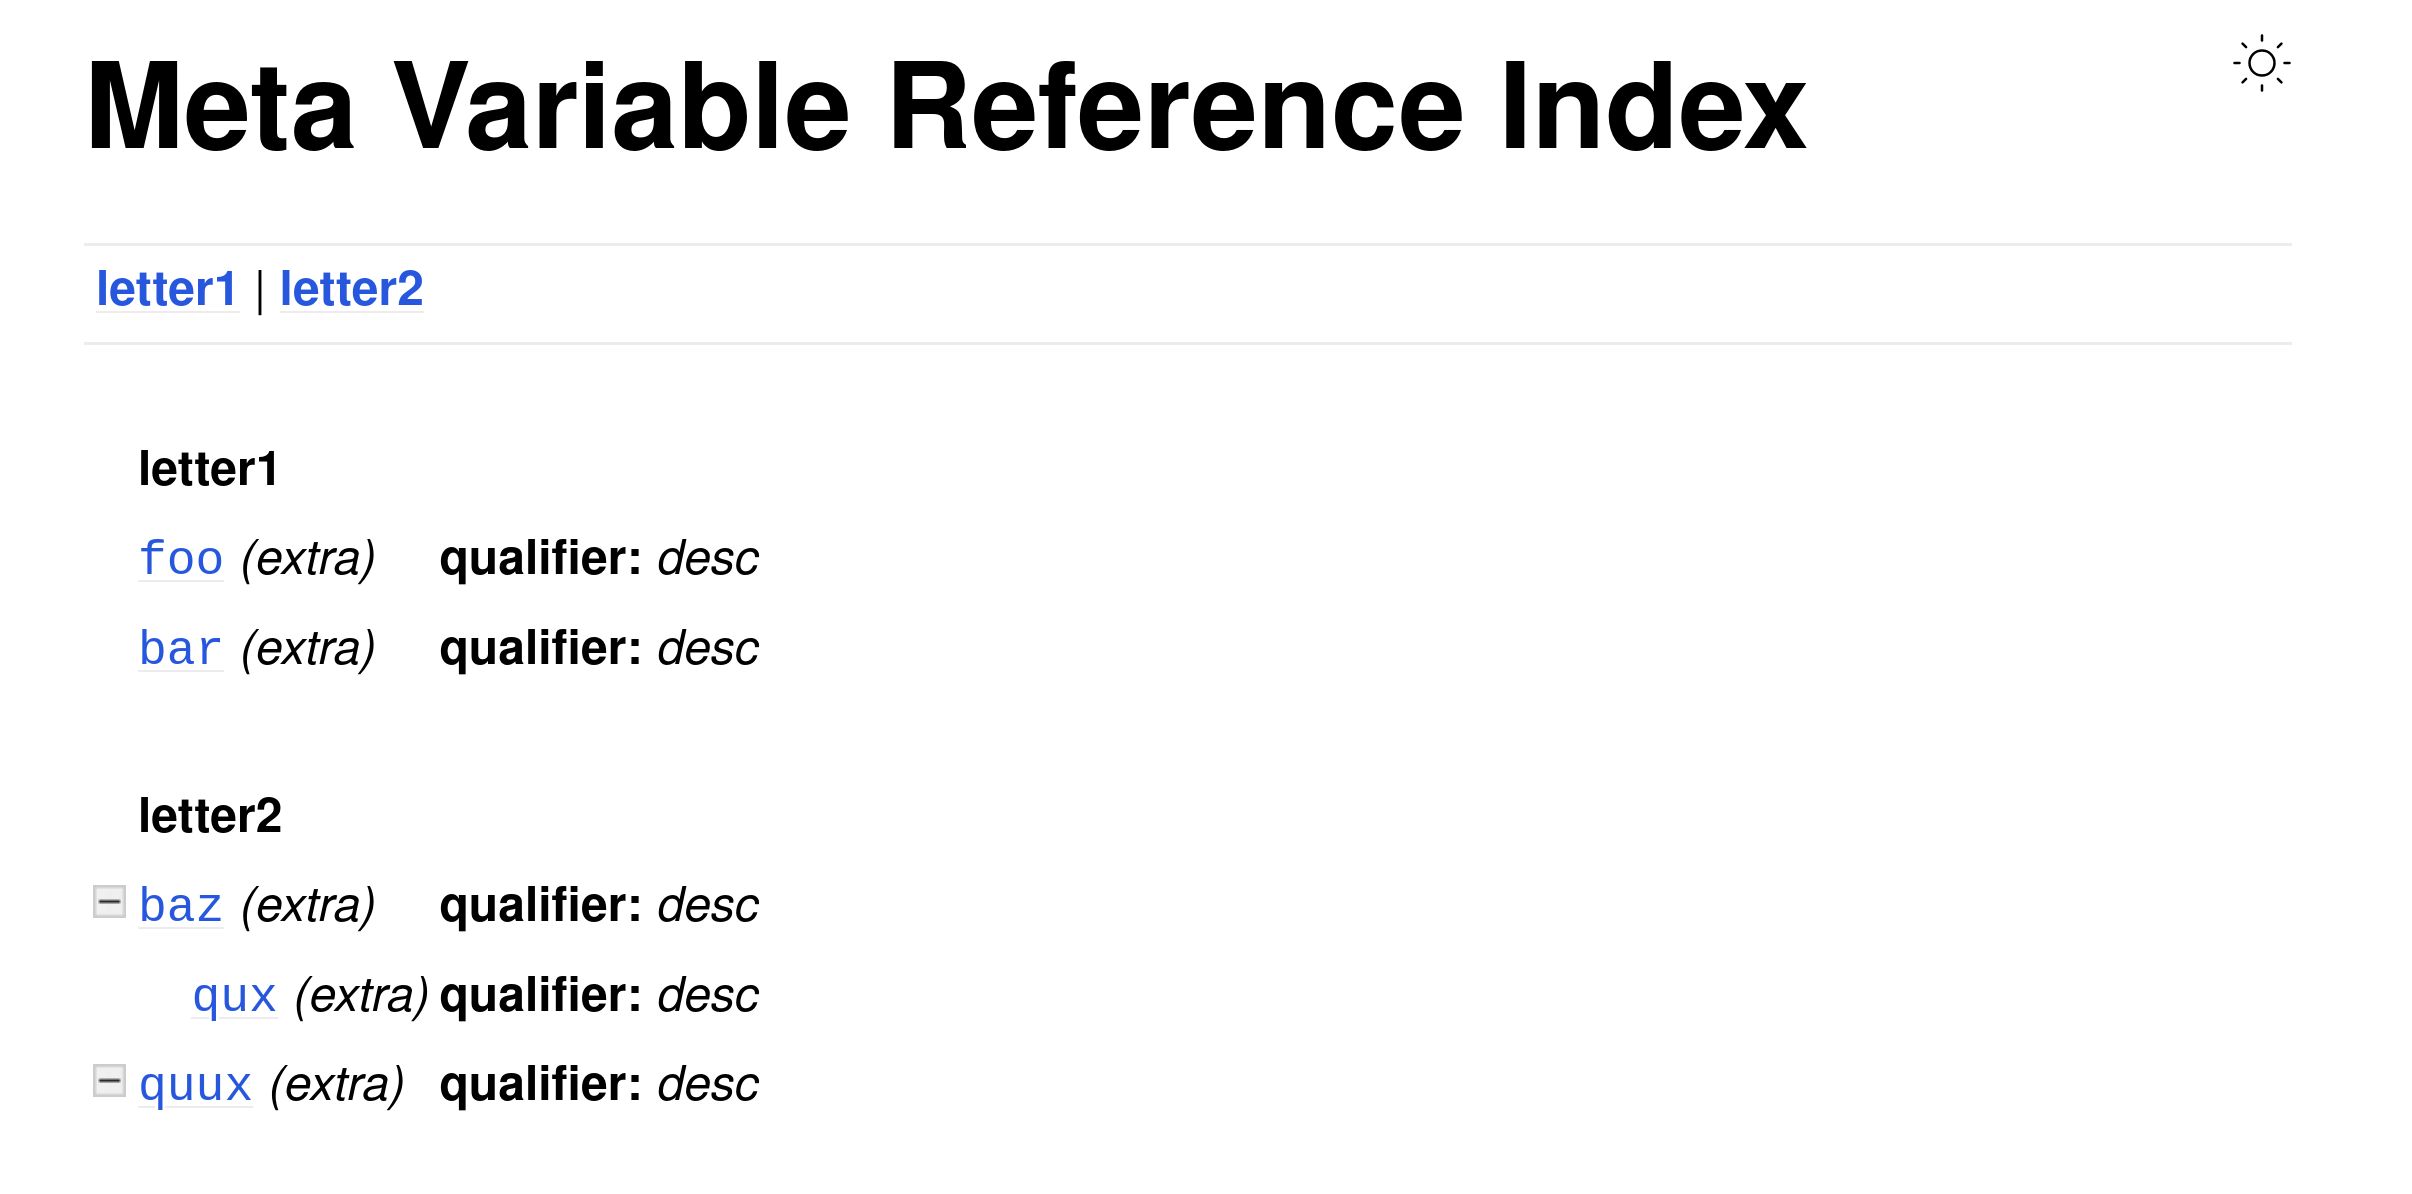 Meta Variable Reference Index
letter1 | letter2
letter1
foo (extra) qualifier: desc
bar (extra) qualifier: desc
letter2
baz (extra) qualifier: desc
qux (extra) qualifier: desc
quux (extra) qualifier: desc